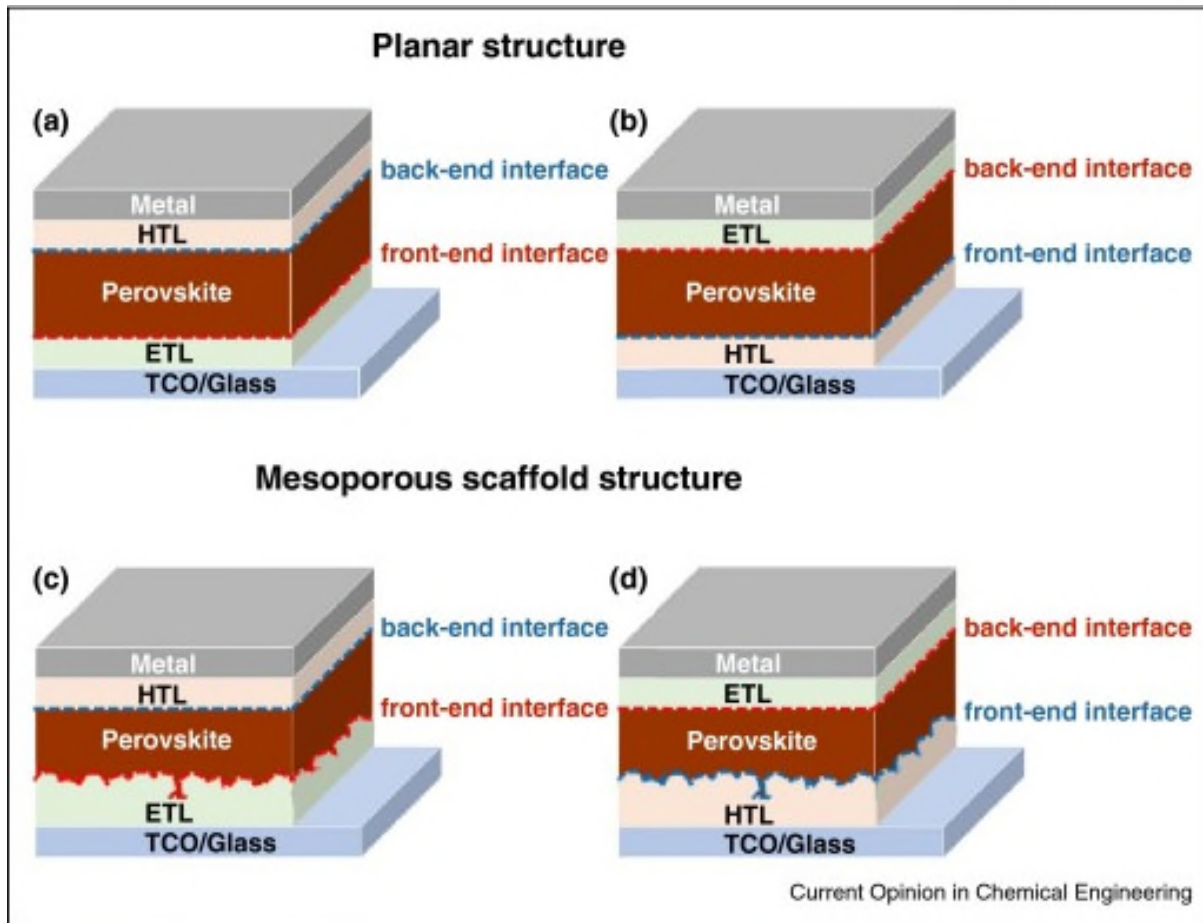 Planar structure
(a)
back-end interface
Metal
HTL
front-end interface
Perovskite
ETL
TCO/Glass
(b)
back-end interface
Metal
ETL
front-end interface
Perovskite
HTL
TCO/Glass
Mesoporous scaffold structure
(c)
back-end interface
Metal
HTL
front-end interface
Perovskite
ETL
TCO/Glass
(d)
back-end interface
Metal
ETL
front-end interface
Perovskite
HTL
TCO/Glass
Current Opinion in Chemical Engineering